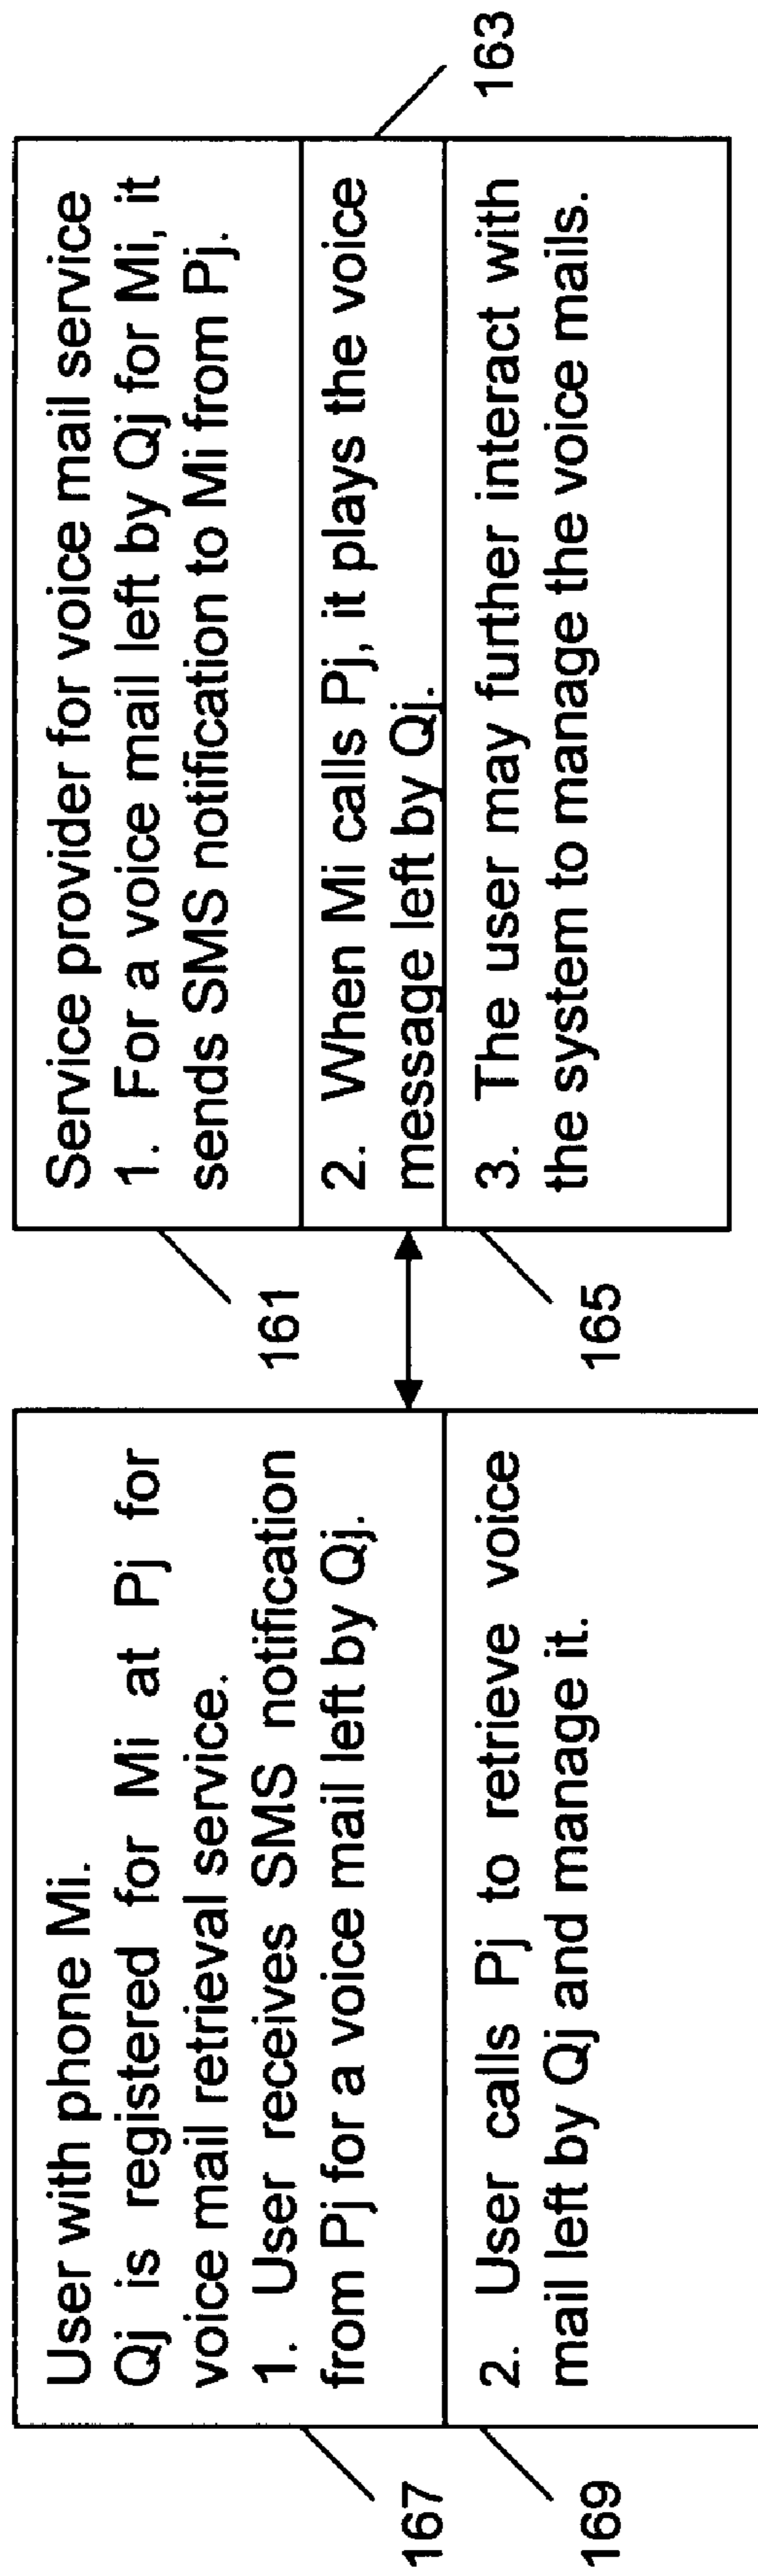 User with phone Mi.
Qj is registered for Mi at Pj for
voice mail retrieval service.
1. User receives SMS notification
from Pj for a voice mail left by Qj.
2. User calls Pj to retrieve voice
mail left by Qj and manage it.
167
169
Service provider for voice mail service
1. For a voice mail left by Qj for Mi, it
sends SMS notification to Mi from Pj.
2. When Mi calls Pj, it plays the voice
message left by Qj.
3. The user may further interact with
the system to manage the voice mails.
161
165
163